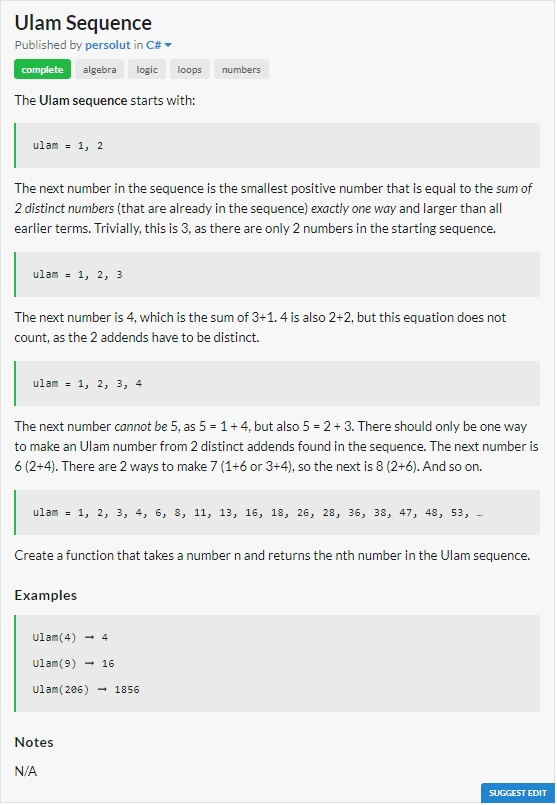 Ulam Sequence
Published by persolut in C#
complete algebra logic loops numbers
The Ulam sequence starts with:
ulam = 1, 2
The next number in the sequence is the smallest positive number that is equal to the sum of
2 distinct numbers (that are already in the sequence) exactly one way and larger than all
earlier terms. Trivially, this is 3, as there are only 2 numbers in the starting sequence.
ulam = 1, 2, 3
The next number is 4, which is the sum of 3+1. 4 is also 2+2, but this equation does not
count, as the 2 addends have to be distinct.
ulam = 1, 2, 3, 4
The next number cannot be 5, as 5 = 1 + 4, but also 5 = 2 + 3. There should only be one way
to make an Ulam number from 2 distinct addends found in the sequence. The next number is
6 (2+4). There are 2 ways to make 7 (1+6 or 3+4), so the next is 8 (2+6). And so on.
ulam = 1, 2, 3, 4, 6, 8, 11, 13, 16, 18, 26, 28, 36, 38, 47, 48, 53, …
Create a function that takes a number n and returns the nth number in the Ulam sequence.
Examples
Ulam(4) ➞ 4
Ulam(9) ➞ 16
Ulam(206) ➞ 1856
Notes
N/A
SUGGEST EDIT